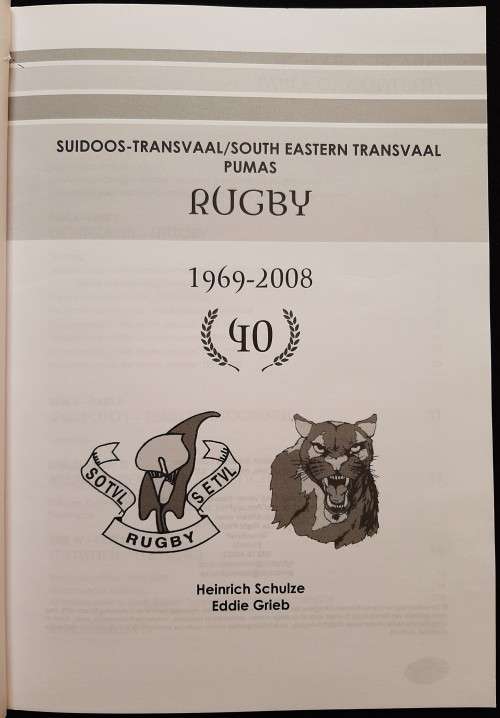 SUIDOOS-TRANSVAAL/SOUTH EASTERN TRANSVAAL
PUMAS
RUGBY
1969-2008
40
SOTVL
SETVL
RUGBY
Heinrich Schulze
Eddie Grieb